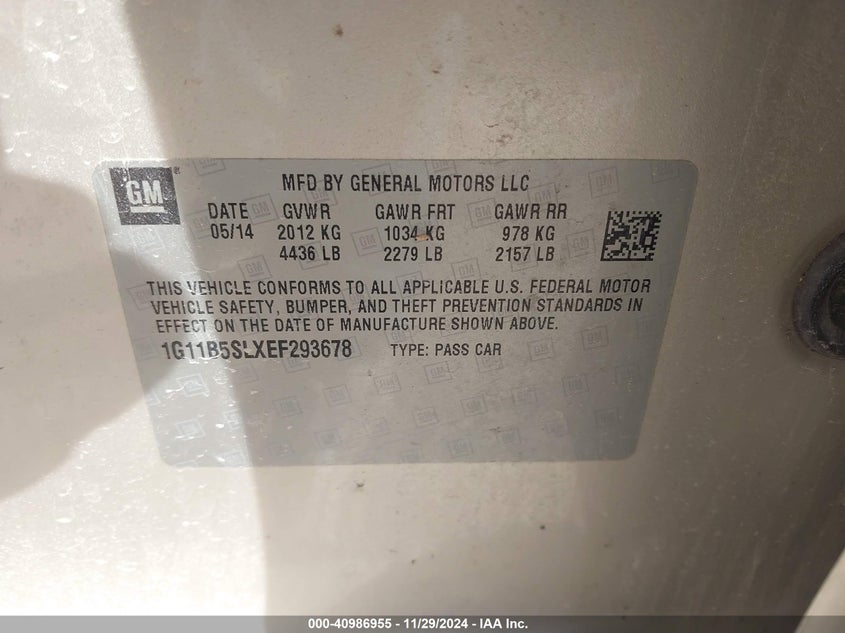 GM
MFD BY GENERAL MOTORS LLC
DATE GVWR GAWR FRT GAWR RR
05/14 2012 KG 1034 KG 978 KG
4436 LB 2279 LB 2157 LB
THIS VEHICLE CONFORMS TO ALL APPLICABLE U.S. FEDERAL MOTOR
VEHICLE SAFETY, BUMPER, AND THEFT PREVENTION STANDARDS IN
EFFECT ON THE DATE OF MANUFACTURE SHOWN ABOVE.
1G11B5SLXEF293678 TYPE: PASS CAR
000-40986955 - 11/29/2024 - IAA Inc.